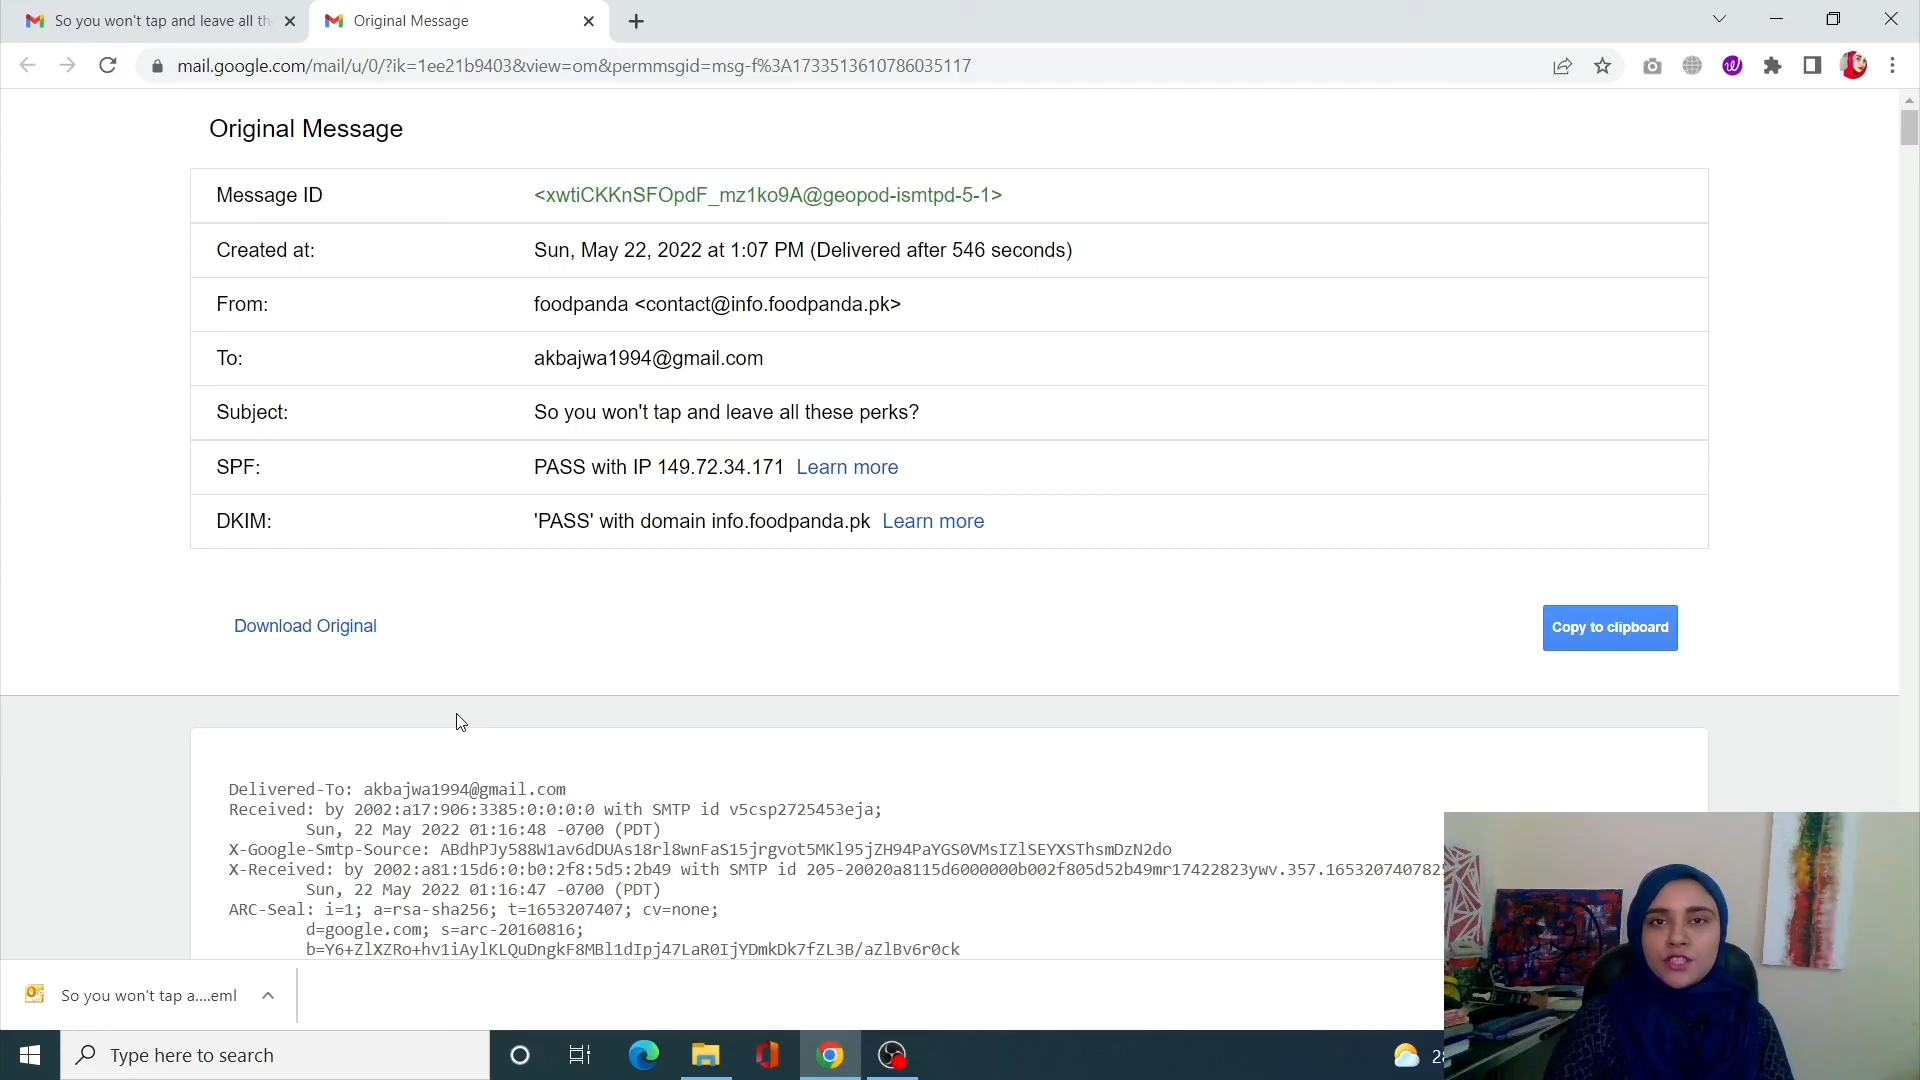 So you won't tap and leave all th
Original Message
mail.google.com/mail/u/0/?ik=1ee21b9403&view=om&permmsgid=msg-f%3A1733513610786035117
Original Message
Message ID <xwtiCKKnSFOpdF_mz1ko9A@geopod-ismtpd-5-1>
Created at: Sun, May 22, 2022 at 1:07 PM (Delivered after 546 seconds)
From: foodpanda <contact@info.foodpanda.pk>
To: akbajwa1994@gmail.com
Subject: So you won't tap and leave all these perks?
SPF: PASS with IP 149.72.34.171 Learn more
DKIM: 'PASS' with domain info.foodpanda.pk Learn more
Download Original
Copy to clipboard
Delivered-To: akbajwa1994@gmail.com
Received: by 2002:a17:906:3385:0:0:0:0 with SMTP id v5csp2725453eja;
Sun, 22 May 2022 01:16:48 -0700 (PDT)
X-Google-Smtp-Source: ABdhPJy588W1av6dDUAs18rl8wnFaS15jrgvot5MKl95jZH94PaYGS0VMsIZlSEYXSThsmDzN2do
X-Received: by 2002:a81:15d6:0:b0:2f8:5d5:2b49 with SMTP id 205-20020a8115d6000000b002f805d52b49mr17422823ywv.357.165320740782
Sun, 22 May 2022 01:16:47 -0700 (PDT)
ARC-Seal: i=1; a=rsa-sha256; t=1653207407; cv=none;
d=google.com; s=arc-20160816;
b=Y6+ZlXZRo+hv1iAylKLQuDngkF8MBl1dIpj47LaR0IjYDmkDk7fZL3B/aZlBv6r0ck
So you won't tap a....eml
Type here to search